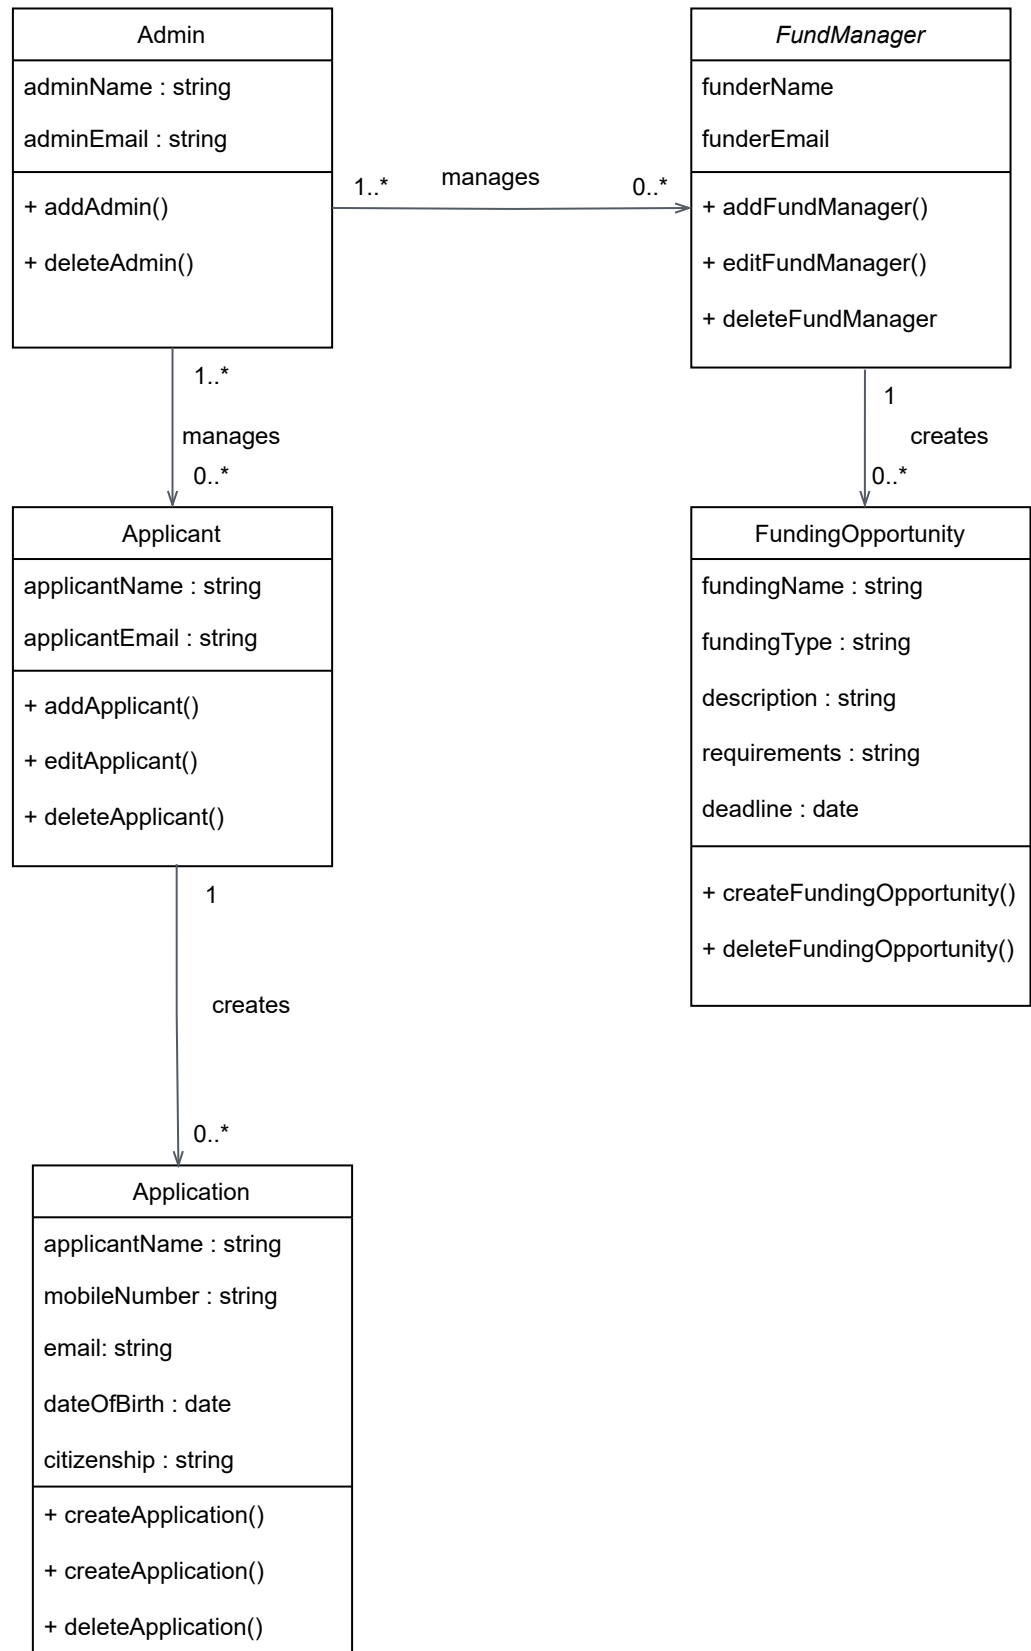 Admin
adminName : string
adminEmail : string
+ addAdmin()
+ deleteAdmin()
1..*
manages
0..*
FundManager
funderName
funderEmail
+ addFundManager()
+ editFundManager()
+ deleteFundManager
1..*
manages
0..*
1
creates
0..*
Applicant
applicantName : string
applicantEmail : string
+ addApplicant()
+ editApplicant()
+ deleteApplicant()
FundingOpportunity
fundingName : string
fundingType : string
description : string
requirements : string
deadline : date
+ createFundingOpportunity()
+ deleteFundingOpportunity()
1
creates
0..*
Application
applicantName : string
mobileNumber : string
email: string
dateOfBirth : date
citizenship : string
+ createApplication()
+ createApplication()
+ deleteApplication()